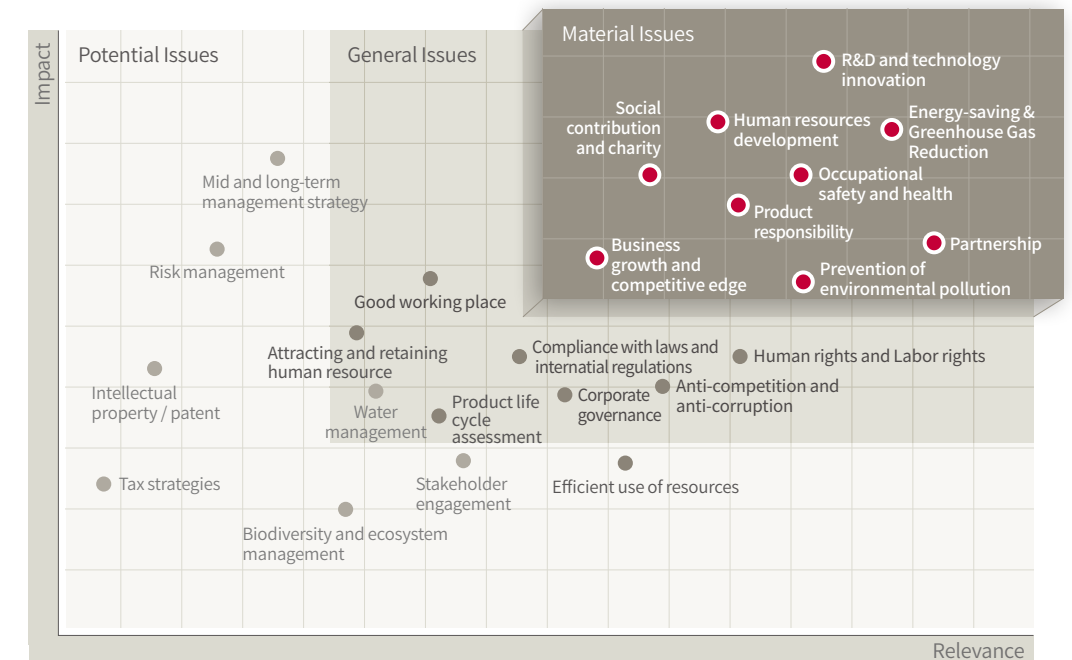 Impact
Potential Issues
General Issues
Material Issues
R&D and technology
innovation
Social
contribution
and charity
Human resources
development
Energy-saving &
Greenhouse Gas
Reduction
Occupational
safety and health
Product
responsibility
Partnership
Business
growth and
competitive edge
Prevention of
environmental pollution
Mid and long-term
management strategy
Risk management
Good working place
Attracting and retaining
human resource
Compliance with laws and
internatial regulations
Human rights and Labor rights
Intellectual
property / patent
Water
management
Product life
cycle
assessment
Corporate
governance
Anti-competition and
anti-corruption
Tax strategies
Stakeholder
engagement
Efficient use of resources
Biodiversity and ecosystem
management
Relevance